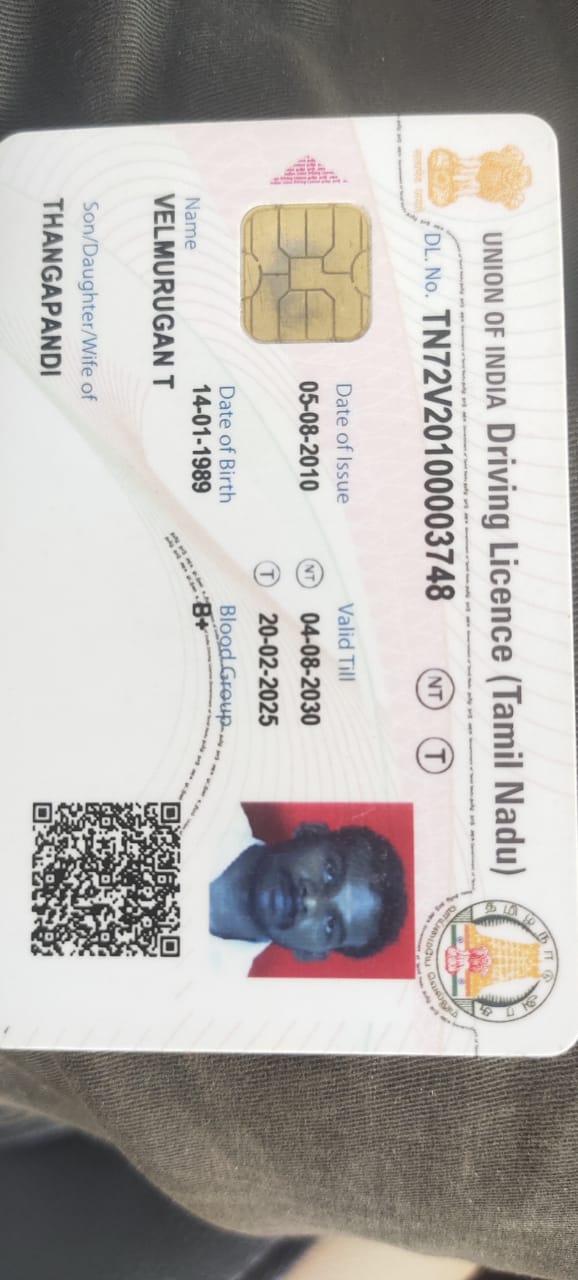 UNION OF INDIA Driving Licence (Tamil Nadu)
DL. No. TN72V20100003748 NT T
Date of Issue Valid Till
05-08-2010 NT 04-08-2030
T 20-02-2025
Date of Birth Blood Group
14-01-1989 B+
Name
VELMURUGAN T
Son/Daughter/Wife of
THANGAPANDI